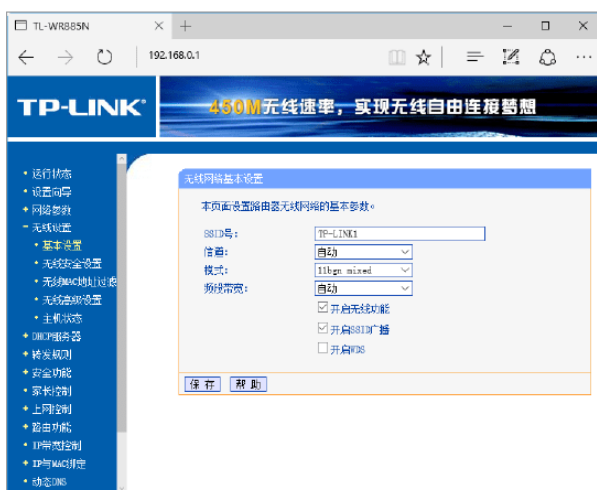 TL-WR885N
192.168.0.1
TP-LINK
450M无线速率，实现无线自由连接梦想
运行状态
设置向导
网络参数
无线设置
基本设置
无线安全设置
无线MAC地址过滤
无线高级设置
主机状态
DHCP服务器
转发规则
安全功能
家长控制
上网控制
路由功能
IP带宽控制
IP与MAC绑定
动态DNS
无线网络基本设置
本页面设置路由器无线网络的基本参数。
SSID号： TP-LINK1
信道： 自动
模式： 11bgn mixed
频段带宽： 自动
开启无线功能
开启SSID广播
开启WDS
保存 帮助